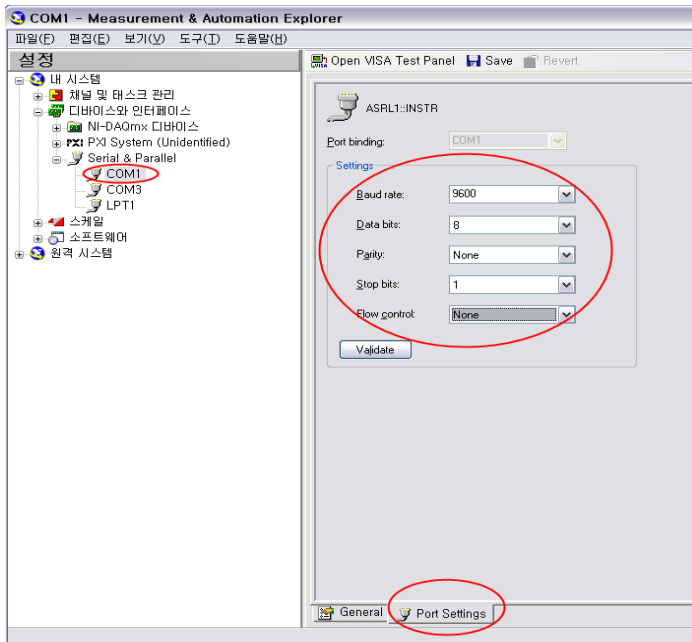 COM1 - Measurement & Automation Explorer
파일(F) 편집(E) 보기(V) 도구(T) 도움말(H)
설정
내 시스템
채널 및 태스크 관리
디바이스와 인터페이스
NI-DAQmx 디바이스
PXI PXI System (Unidentified)
Serial & Parallel
COM1
COM3
LPT1
스케일
소프트웨어
원격 시스템
Open VISA Test Panel Save Revert
ASRL1::INSTR
Port binding: COM1
Settings
Baud rate: 9600
Data bits: 8
Parity: None
Stop bits: 1
Flow control: None
Validate
General Port Settings